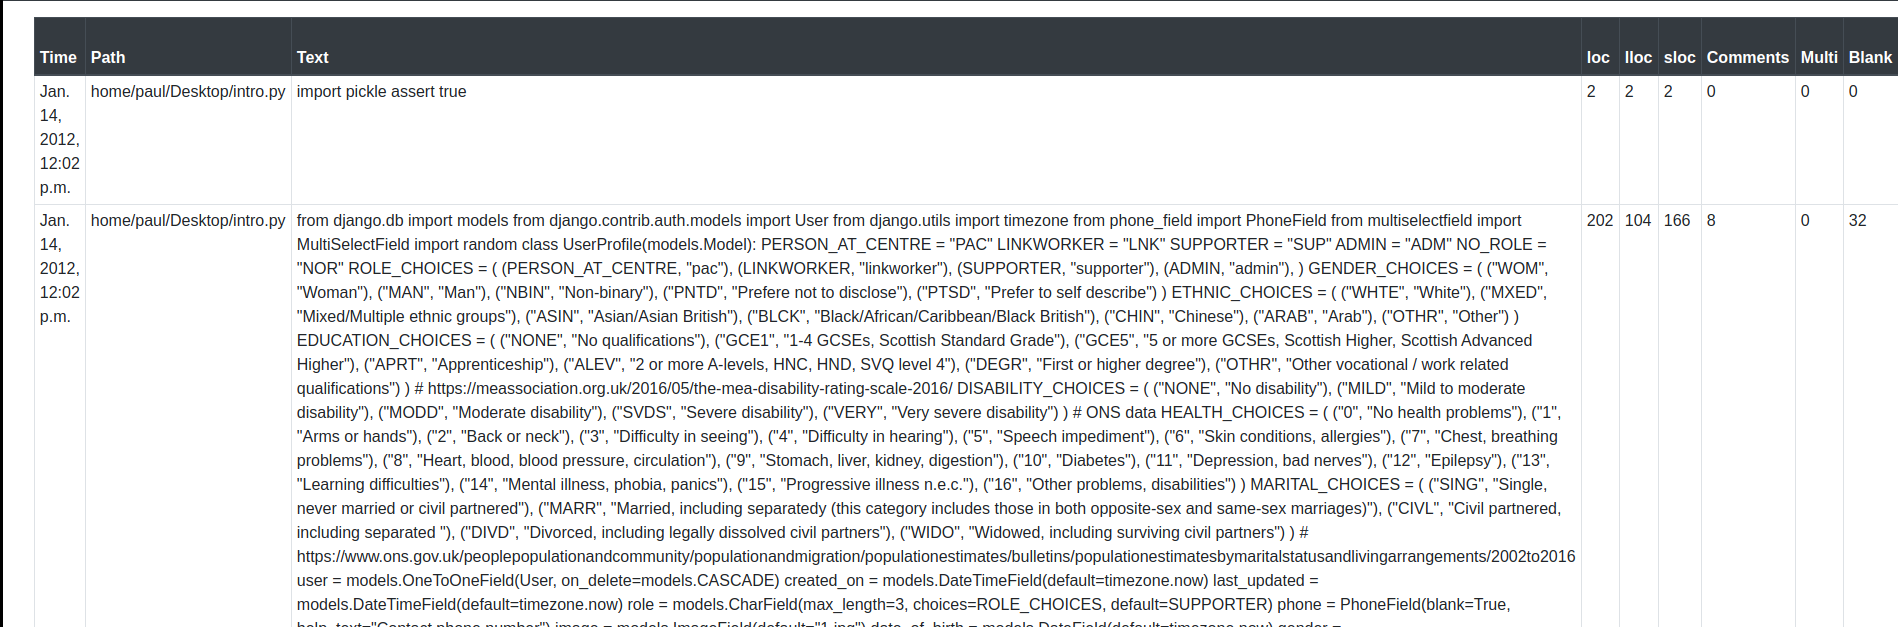 Time Path Text loc lloc sloc Comments Multi Blank
Jan. home/paul/Desktop/intro.py import pickle assert true 2 2 2 0 0 0
14,
2012,
12:02
p.m.
Jan. home/paul/Desktop/intro.py from django.db import models from django.contrib.auth.models import User from django.utils import timezone from phone_field import PhoneField from multiselectfield import 202 104 166 8 0 32
14, MultiSelectField import random class UserProfile(models.Model): PERSON_AT_CENTRE = "PAC" LINKWORKER = "LNK" SUPPORTER = "SUP" ADMIN = "ADM" NO_ROLE =
2012, "NOR" ROLE_CHOICES = ( (PERSON_AT_CENTRE, "pac"), (LINKWORKER, "linkworker"), (SUPPORTER, "supporter"), (ADMIN, "admin"), ) GENDER_CHOICES = ( ("WOM",
12:02 "Woman"), ("MAN", "Man"), ("NBIN", "Non-binary"), ("PNTD", "Prefere not to disclose"), ("PTSD", "Prefer to self describe") ) ETHNIC_CHOICES = ( ("WHTE", "White"), ("MXED",
p.m. "Mixed/Multiple ethnic groups"), ("ASIN", "Asian/Asian British"), ("BLCK", "Black/African/Caribbean/Black British"), ("CHIN", "Chinese"), ("ARAB", "Arab"), ("OTHR", "Other") )
EDUCATION_CHOICES = ( ("NONE", "No qualifications"), ("GCE1", "1-4 GCSEs, Scottish Standard Grade"), ("GCE5", "5 or more GCSEs, Scottish Higher, Scottish Advanced
Higher"), ("APRT", "Apprenticeship"), ("ALEV", "2 or more A-levels, HNC, HND, SVQ level 4"), ("DEGR", "First or higher degree"), ("OTHR", "Other vocational / work related
qualifications") ) # https://meassociation.org.uk/2016/05/the-mea-disability-rating-scale-2016/ DISABILITY_CHOICES = ( ("NONE", "No disability"), ("MILD", "Mild to moderate
disability"), ("MODD", "Moderate disability"), ("SVDS", "Severe disability"), ("VERY", "Very severe disability") ) # ONS data HEALTH_CHOICES = ( ("0", "No health problems"), ("1",
"Arms or hands"), ("2", "Back or neck"), ("3", "Difficulty in seeing"), ("4", "Difficulty in hearing"), ("5", "Speech impediment"), ("6", "Skin conditions, allergies"), ("7", "Chest, breathing
problems"), ("8", "Heart, blood, blood pressure, circulation"), ("9", "Stomach, liver, kidney, digestion"), ("10", "Diabetes"), ("11", "Depression, bad nerves"), ("12", "Epilepsy"), ("13",
"Learning difficulties"), ("14", "Mental illness, phobia, panics"), ("15", "Progressive illness n.e.c."), ("16", "Other problems, disabilities") ) MARITAL_CHOICES = ( ("SING", "Single,
never married or civil partnered"), ("MARR", "Married, including separatedy (this category includes those in both opposite-sex and same-sex marriages)"), ("CIVL", "Civil partnered,
including separated "), ("DIVD", "Divorced, including legally dissolved civil partners"), ("WIDO", "Widowed, including surviving civil partners") ) #
https://www.ons.gov.uk/peoplepopulationandcommunity/populationandmigration/populationestimates/bulletins/populationestimatesbymaritalstatusandlivingarrangements/2002to2016
user = models.OneToOneField(User, on_delete=models.CASCADE) created_on = models.DateTimeField(default=timezone.now) last_updated =
models.DateTimeField(default=timezone.now) role = models.CharField(max_length=3, choices=ROLE_CHOICES, default=SUPPORTER) phone = PhoneField(blank=True,
help_text="Contact phone number") image = models.ImageField(default="1.jpg") date_of_birth = models.DateField(default=timezone.now) gender =